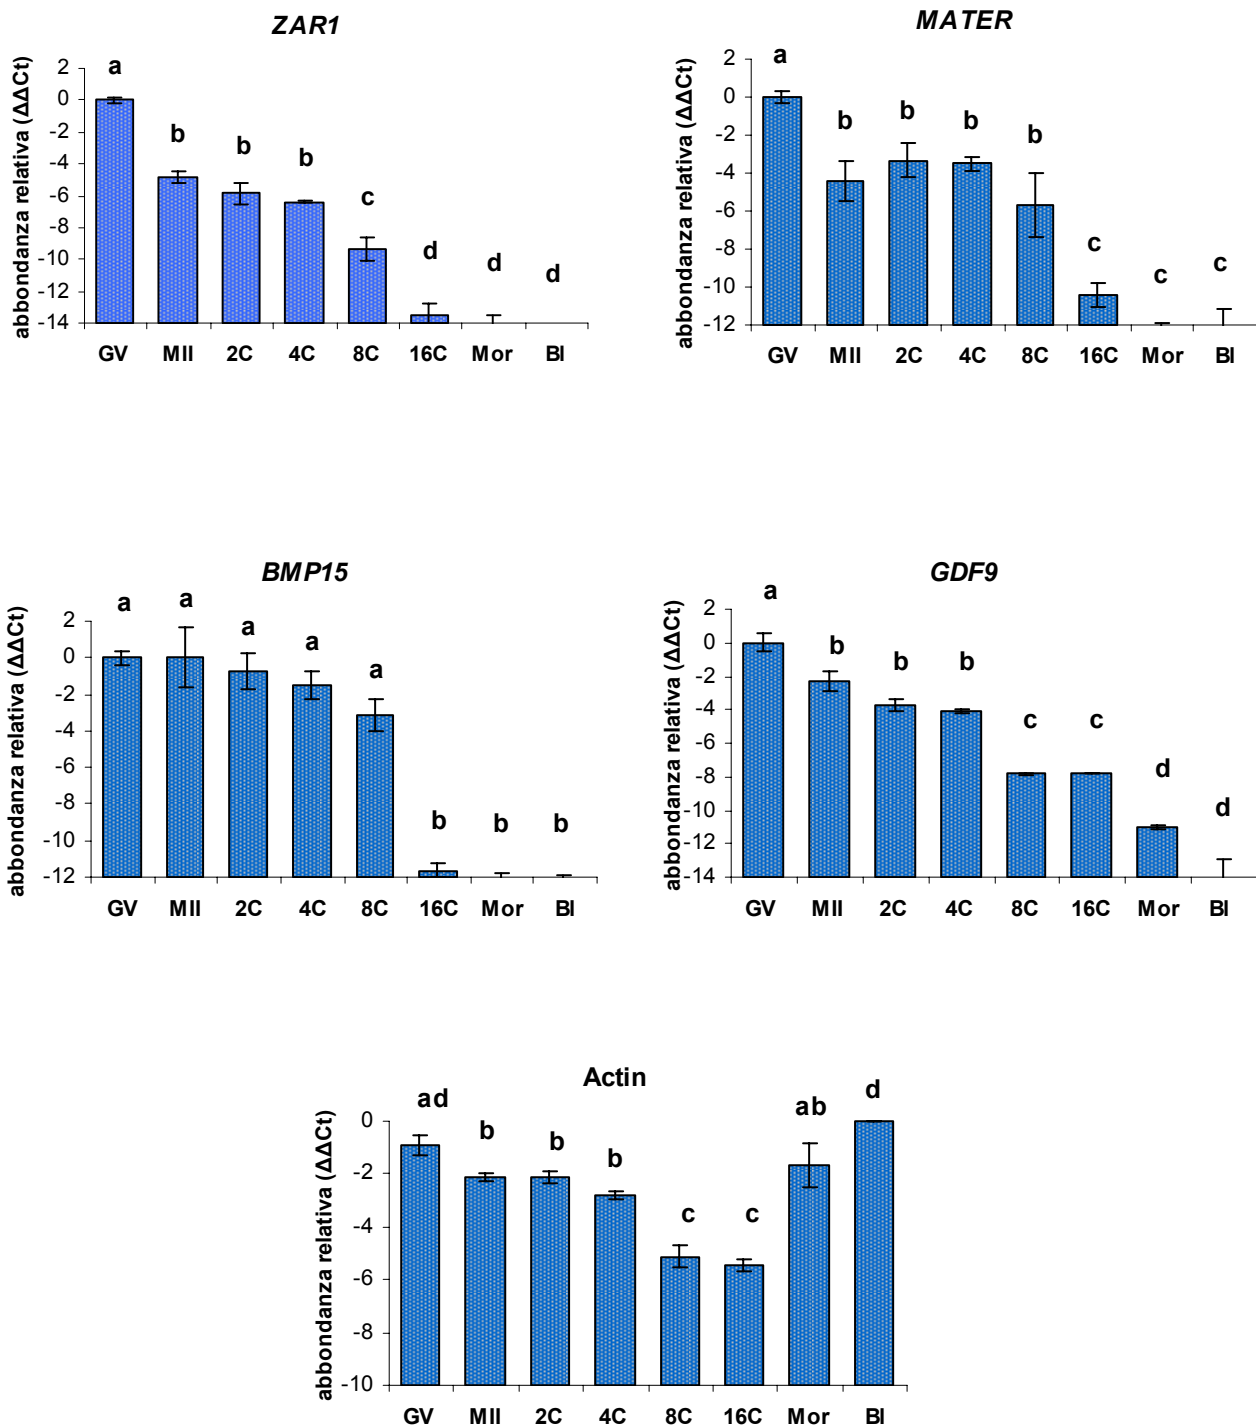 ZAR1
abbondanza relativa (ΔΔCt)
2
0
-2
-4
-6
-8
-10
-12
-14
a
b
b
b
c
d
d
d
GV MII 2C 4C 8C 16C Mor Bl
MATER
abbondanza relativa (ΔΔCt)
2
0
-2
-4
-6
-8
-10
-12
a
b
b
b
b
c
c
c
GV MII 2C 4C 8C 16C Mor Bl
BMP15
abbondanza relativa (ΔΔCt)
2
0
-2
-4
-6
-8
-10
-12
a
a
a
a
a
b
b
b
GV MII 2C 4C 8C 16C Mor Bl
GDF9
abbondanza relativa (ΔΔCt)
2
0
-2
-4
-6
-8
-10
-12
-14
a
b
b
b
c
c
d
d
GV MII 2C 4C 8C 16C Mor Bl
Actin
abbondanza relativa (ΔΔCt)
0
-2
-4
-6
-8
-10
ad
b
b
b
c
c
ab
d
GV MII 2C 4C 8C 16C Mor Bl